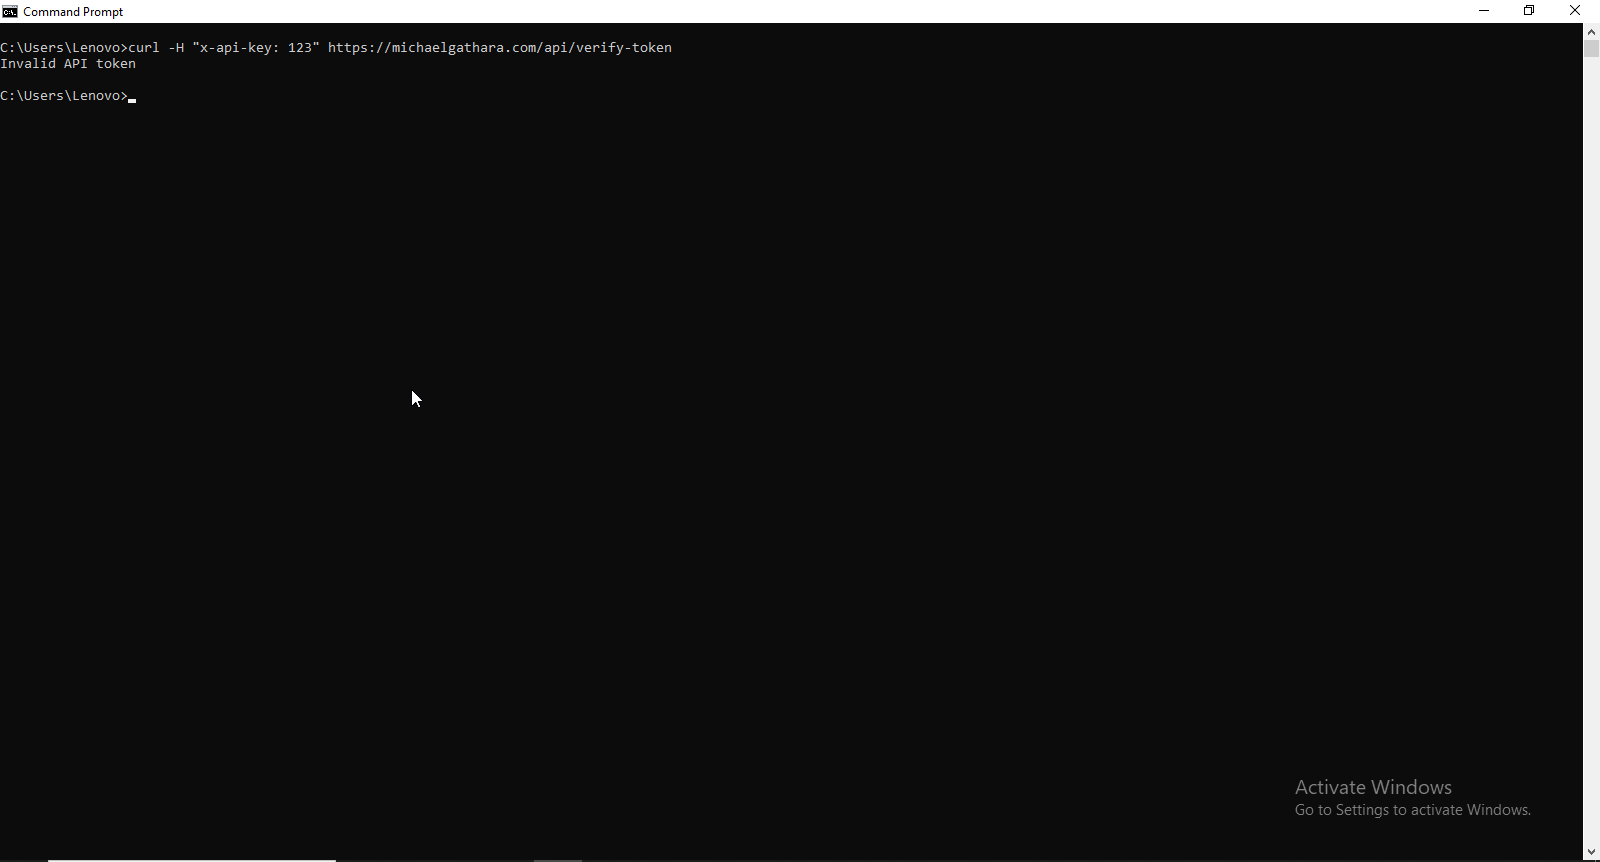 Command Prompt
C:\Users\Lenovo>curl -H "x-api-key: 123" https://michaelgathara.com/api/verify-token
Invalid API token
C:\Users\Lenovo>
Activate Windows
Go to Settings to activate Windows.